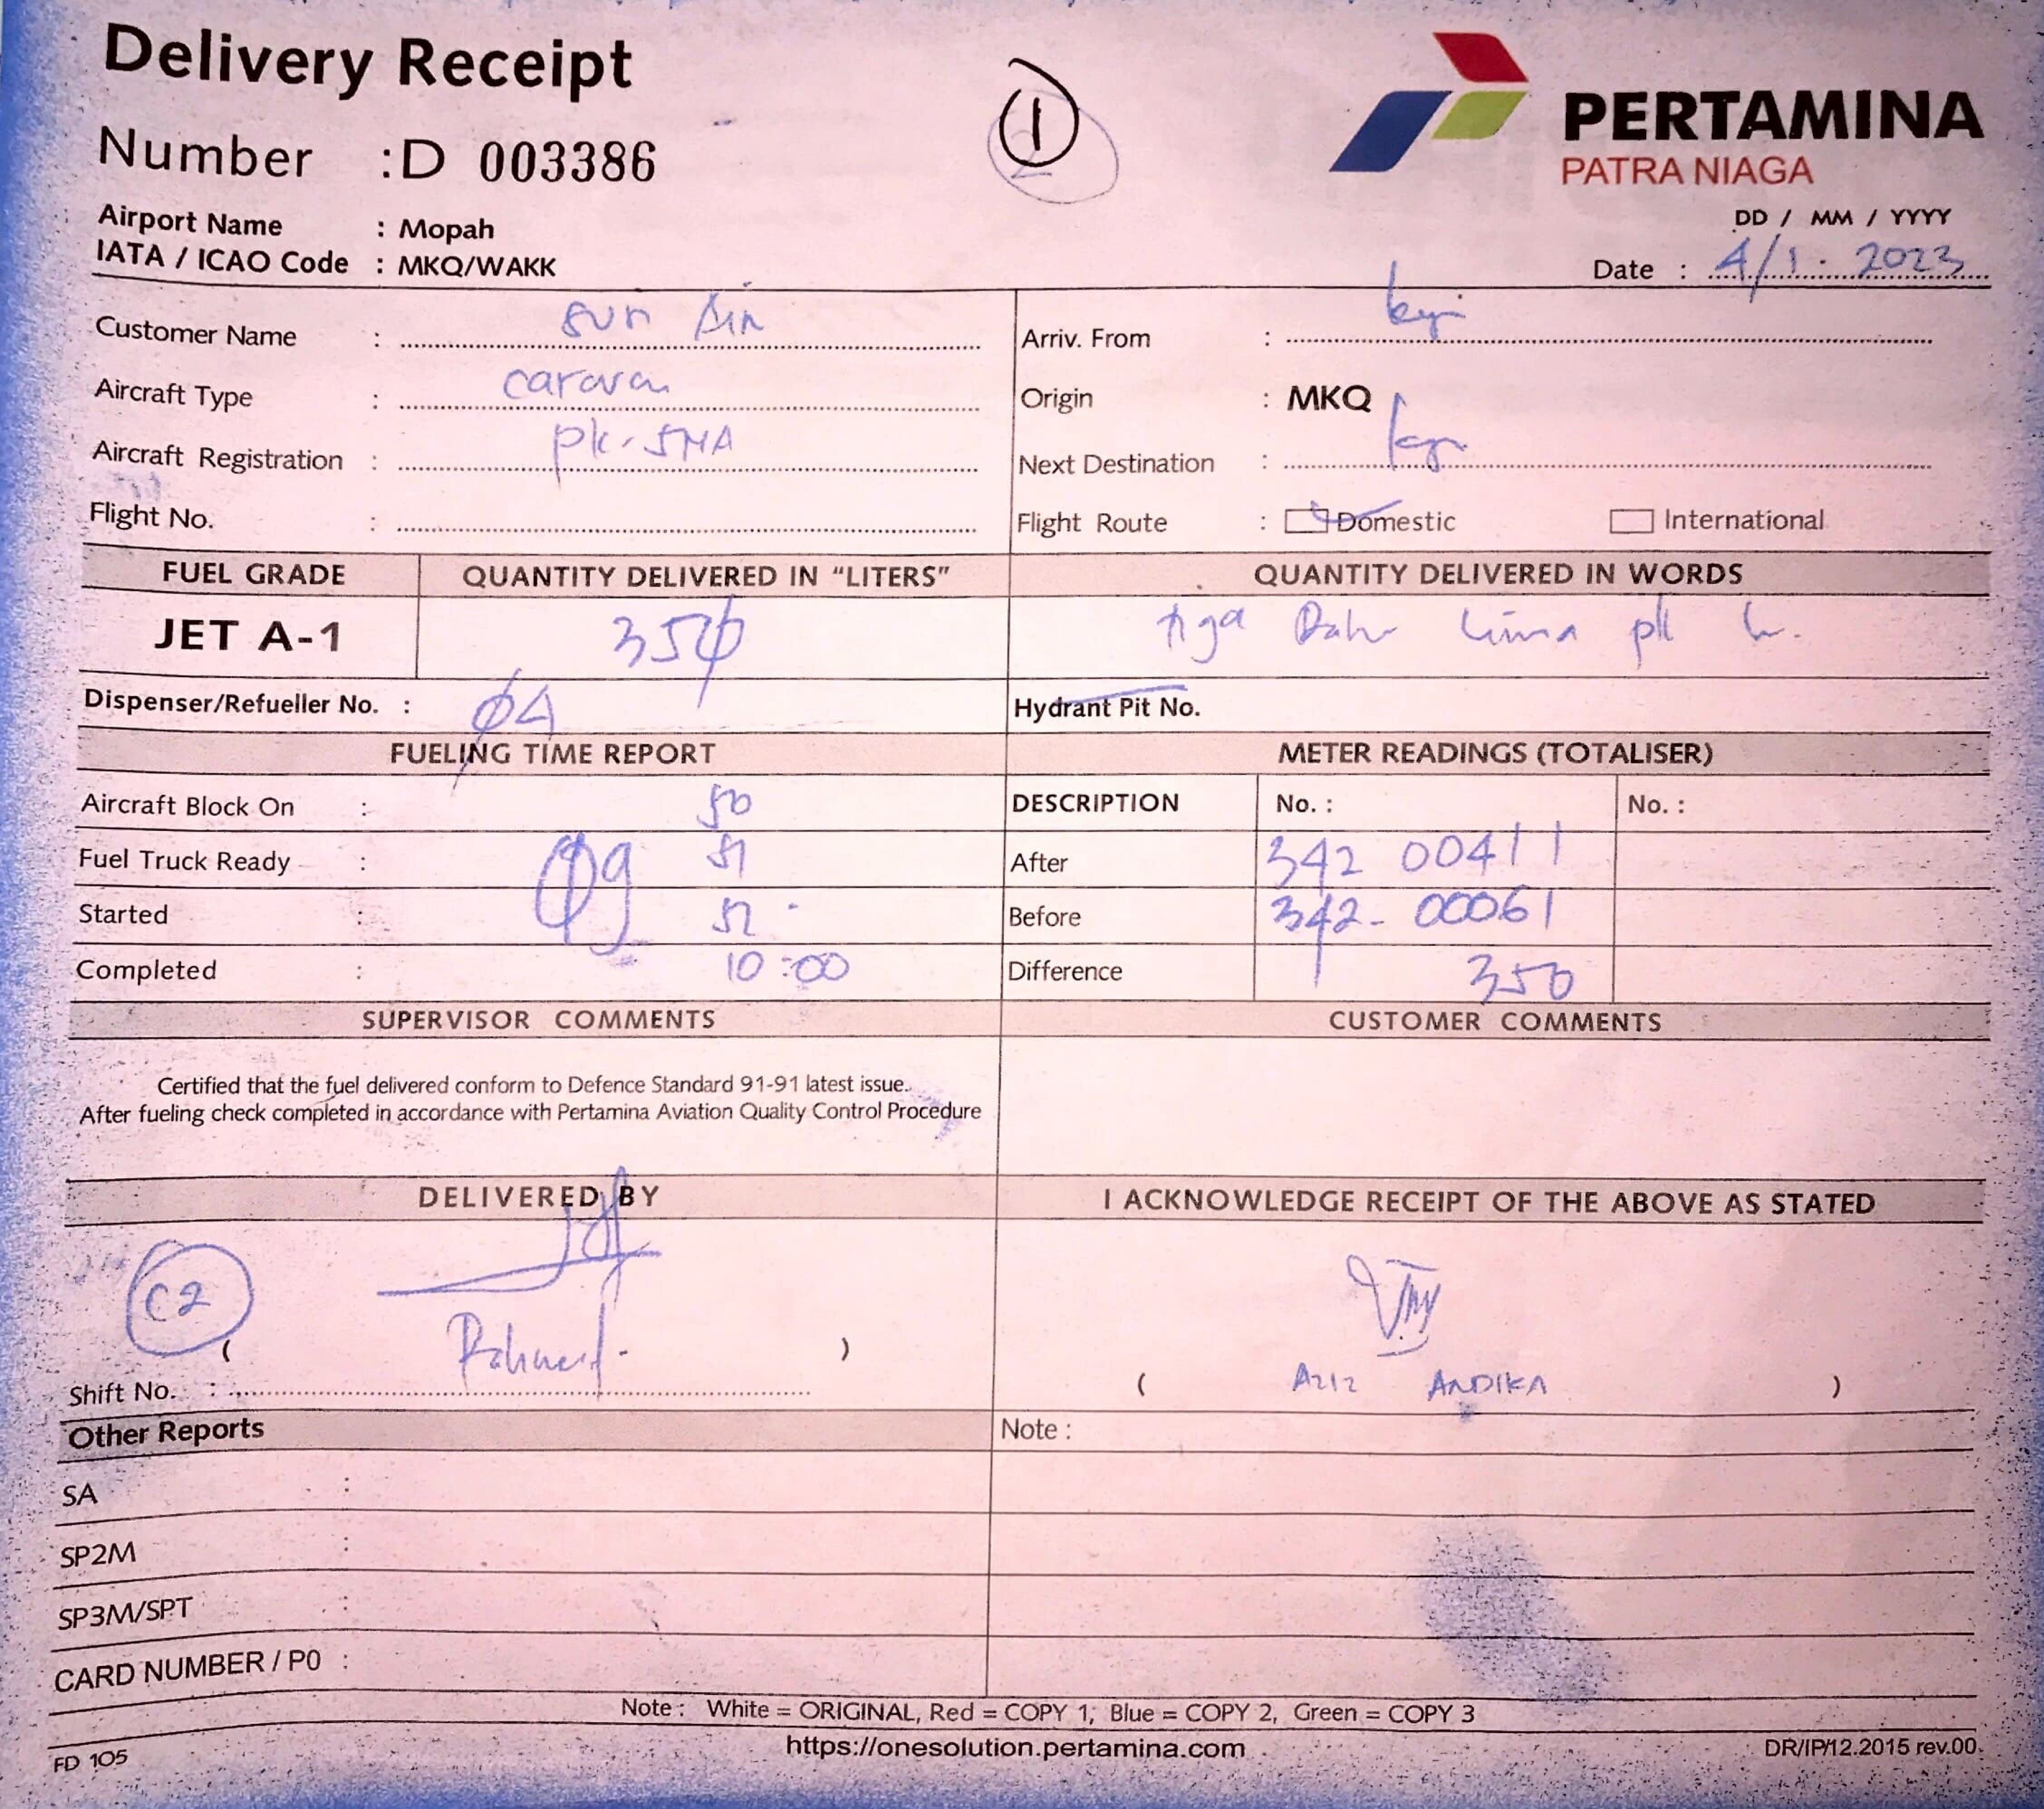 Delivery Receipt
1
PERTAMINA
PATRA NIAGA
Number : D 003386
Airport Name : Mopah
DD / MM / YYYY
IATA / ICAO Code : MKQ/WAKK
Date : 4/1. 2023
Customer Name : sun Air
Arriv. From :
Aircraft Type : caravan
Origin : MKQ
Aircraft Registration : pk-SNA
Next Destination :
Flight No. :
Flight Route : Domestic International
FUEL GRADE QUANTITY DELIVERED IN “LITERS” QUANTITY DELIVERED IN WORDS
JET A-1 350 tiga Ratus lima
Dispenser/Refueller No. : 04 Hydrant Pit No.
FUELING TIME REPORT METER READINGS (TOTALISER)
Aircraft Block On : 50 DESCRIPTION No. : No. :
Fuel Truck Ready : 09 51 After 342 00411
Started : 52 Before 342-00061
Completed : 10:00 Difference 350
SUPERVISOR COMMENTS CUSTOMER COMMENTS
Certified that the fuel delivered conform to Defence Standard 91-91 latest issue.
After fueling check completed in accordance with Pertamina Aviation Quality Control Procedure
DELIVERED BY I ACKNOWLEDGE RECEIPT OF THE ABOVE AS STATED
C2
( )
Shift No. :
( AZIZ ANDIKA )
Other Reports Note :
SA :
SP2M :
SP3M/SPT :
CARD NUMBER / P0 :
Note : White = ORIGINAL, Red = COPY 1, Blue = COPY 2, Green = COPY 3
FD 105 https://onesolution.pertamina.com DR/IP/12.2015 rev.00.